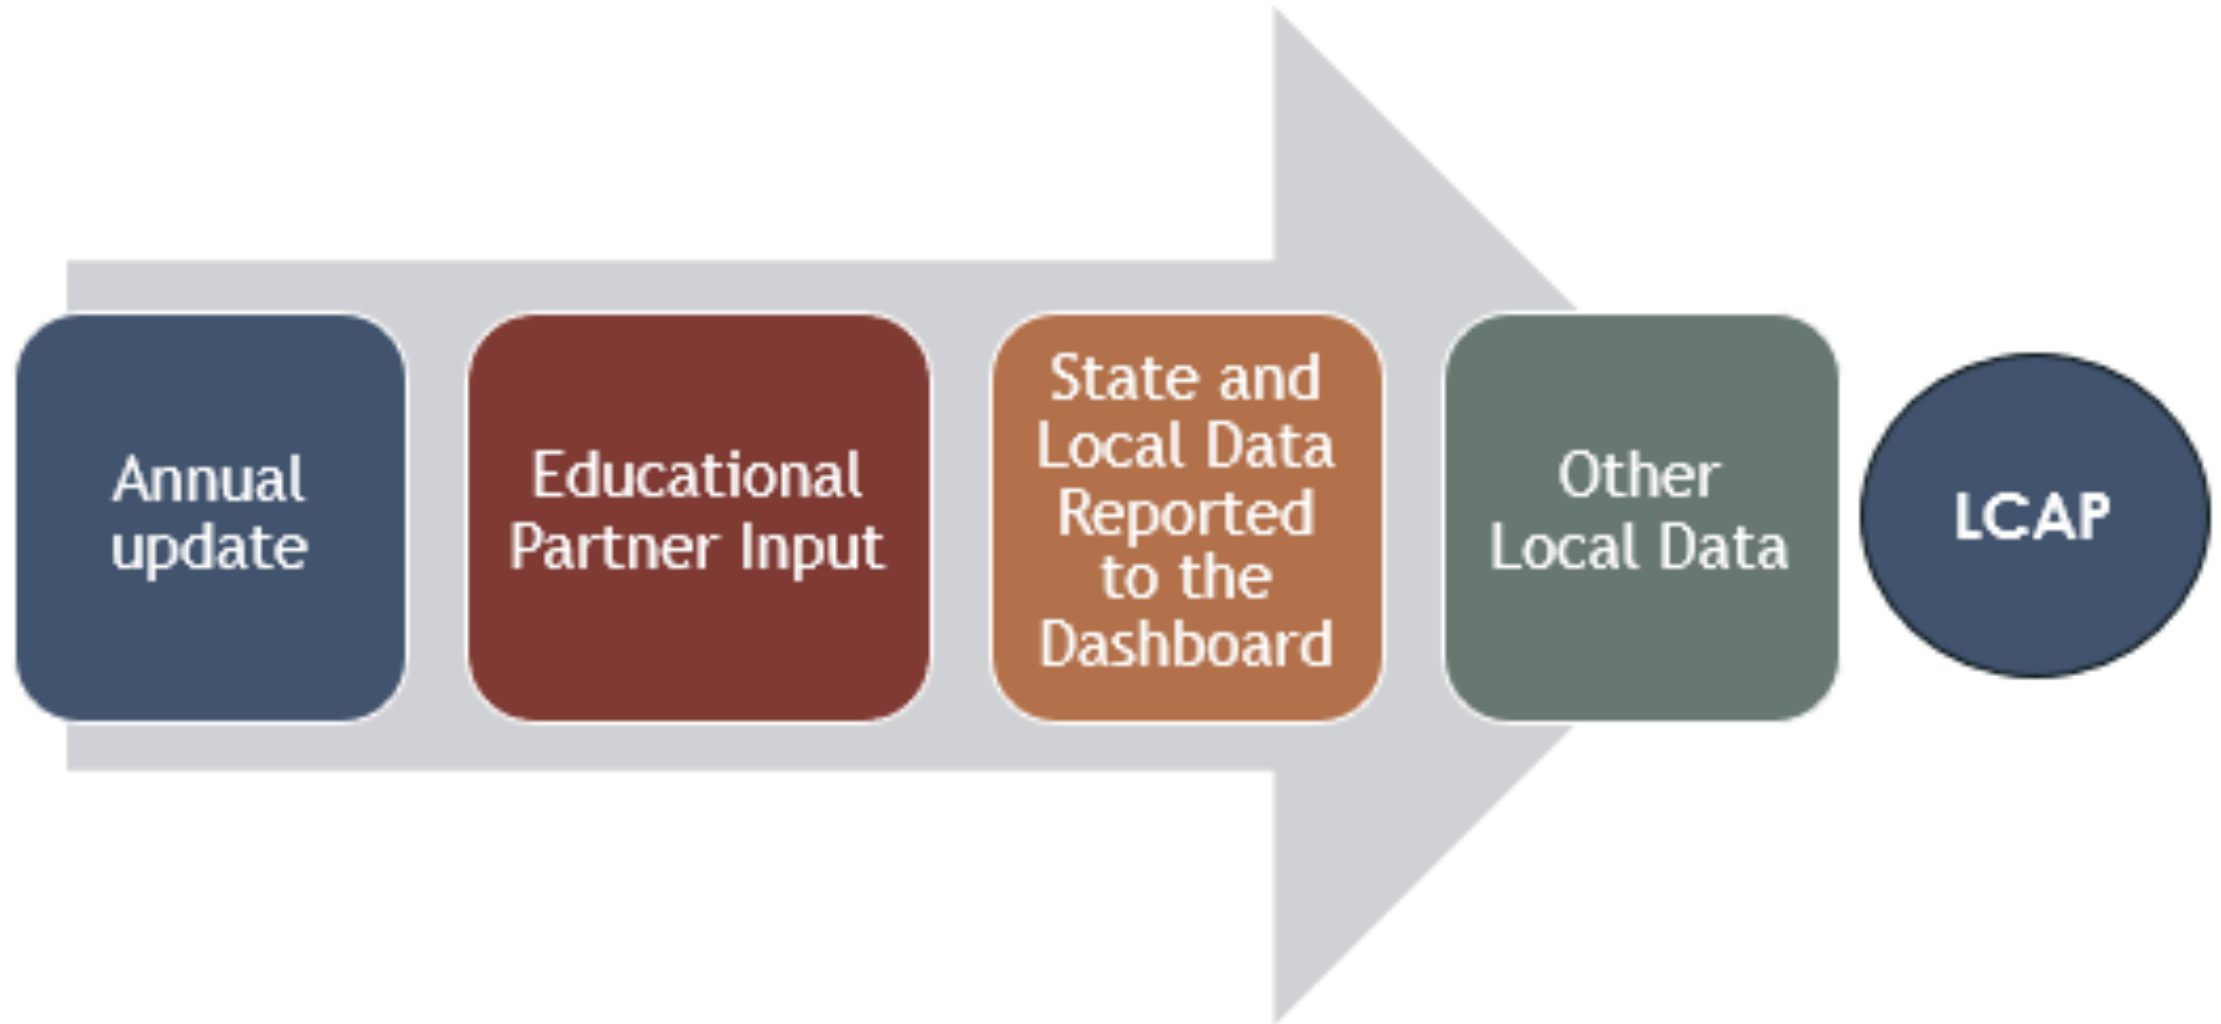 Annual
update
Educational
Partner Input
State and
Local Data
Reported
to the
Dashboard
Other
Local Data
LCAP